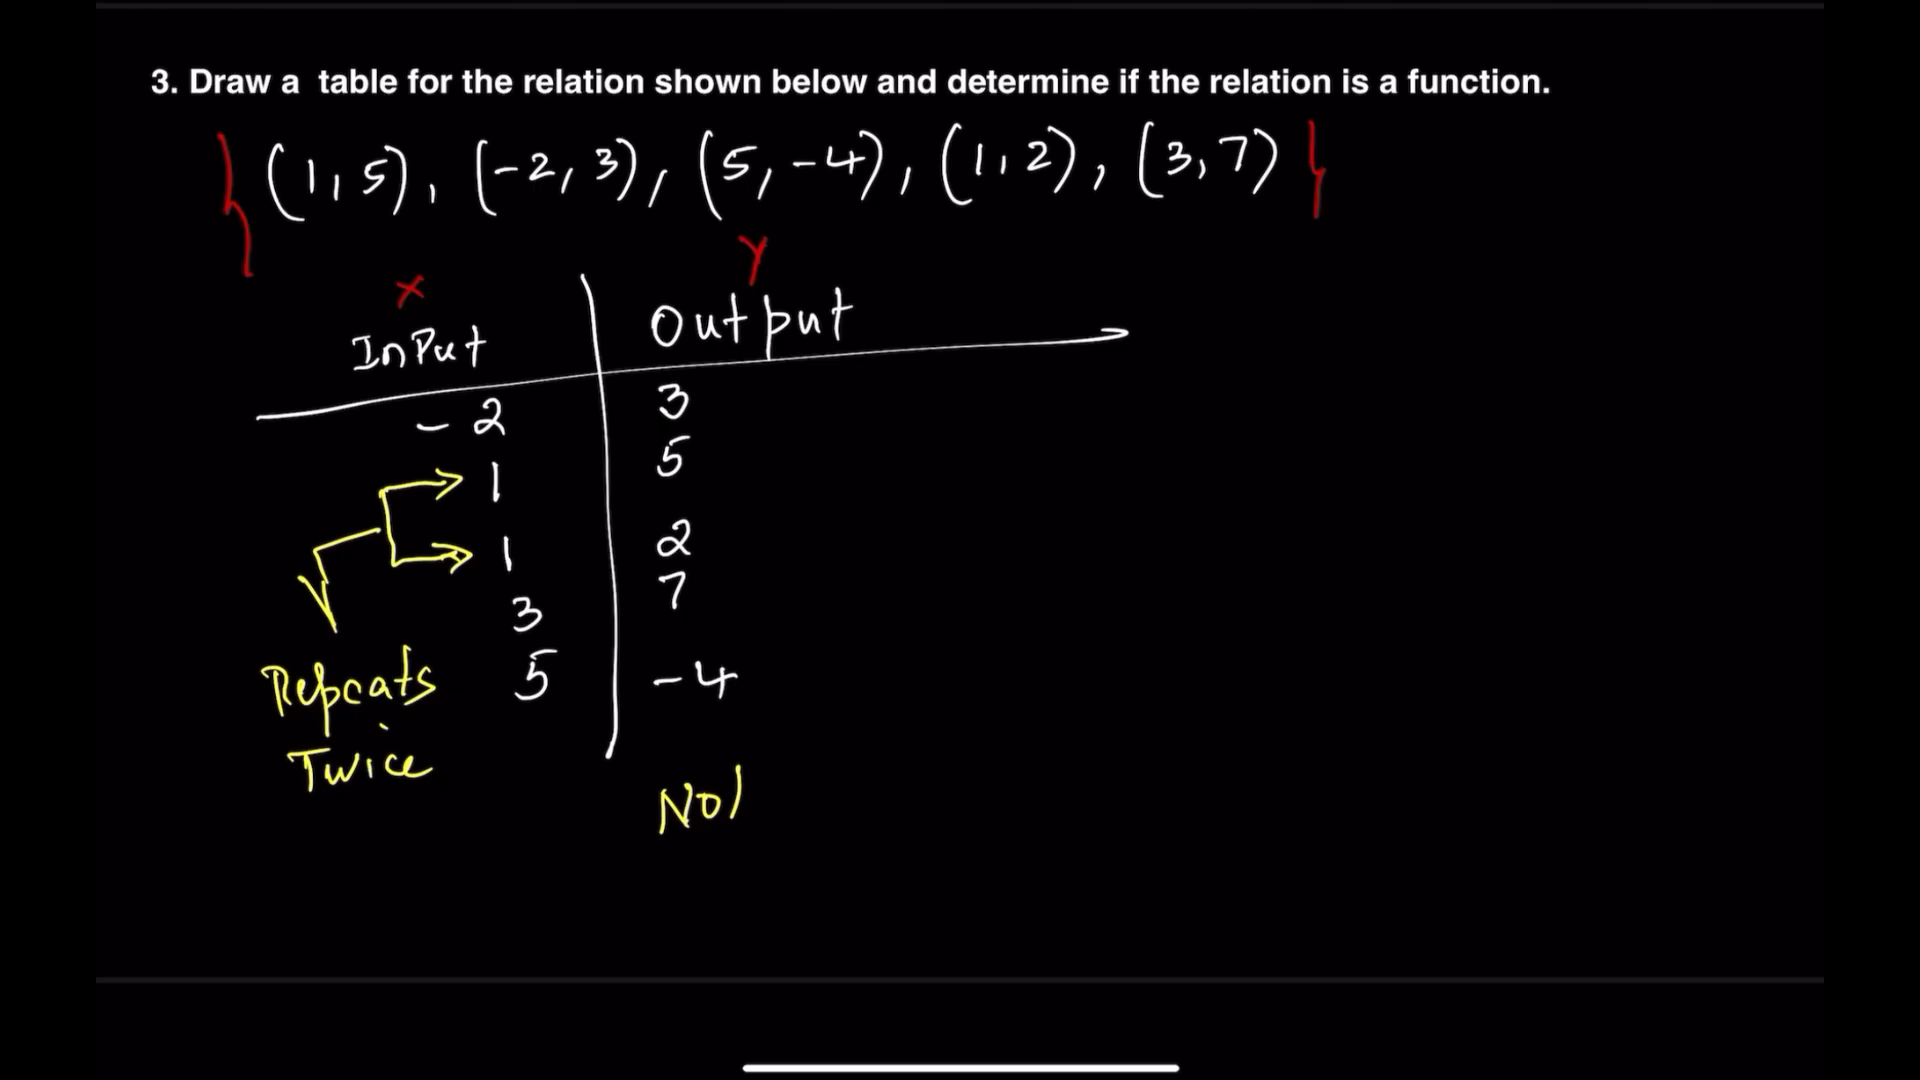 3. Draw a table for the relation shown below and determine if the relation is a function.
{ (1, 5), (-2, 3), (5, -4), (1, 2), (3, 7) }
x y
InPut Output
-2 3
1 5
1 2
3 7
5 -4
Repeats
Twice
No!